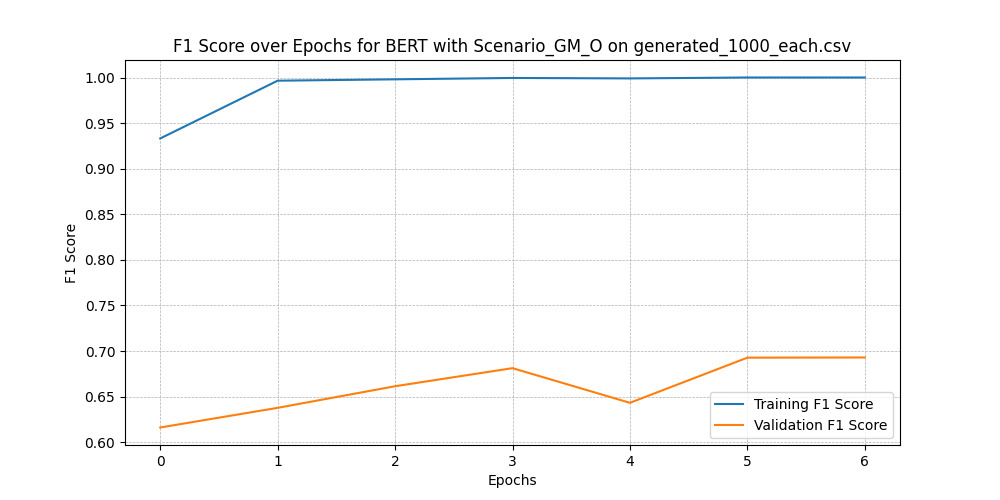 F1 Score over Epochs for BERT with Scenario_GM_O on generated_1000_each.csv
F1 Score
1.00
0.95
0.90
0.85
0.80
0.75
0.70
0.65
0.60
Training F1 Score
Validation F1 Score
0 1 2 3 4 5 6
Epochs